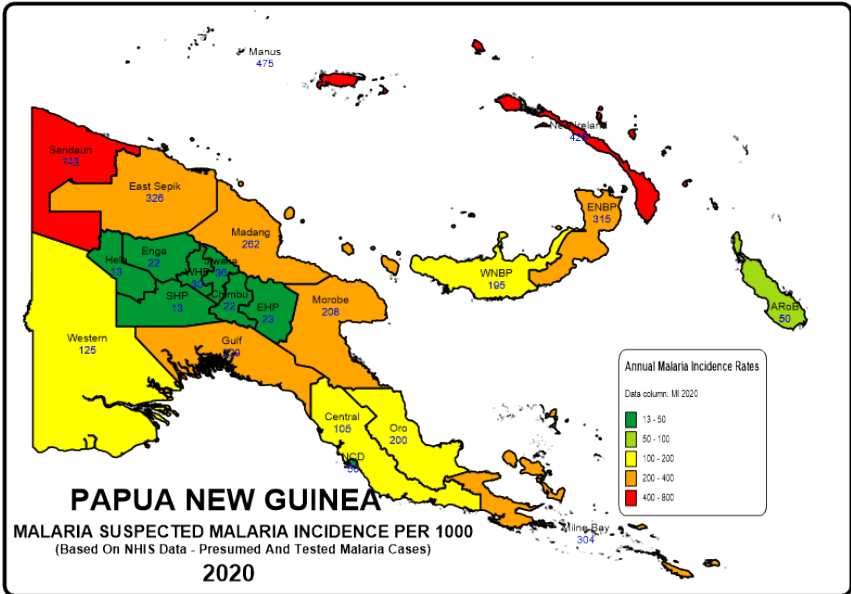 Manus
475
New Ireland
Sandaun
743
East Sepik
326
ENBP
315
Madang
262
Enga
22
Hela
13
Jiwaka
36
WHP
30
WNBP
195
SHP
13
Chimbu
22
EHP
23
Morobe
208
ARoB
50
Western
125
Gulf
Central
105
Oro
200
NCD
Milne Bay
304
Annual Malaria Incidence Rates
Data column: MI 2020
13 - 50
50 - 100
100 - 200
200 - 400
400 - 800
PAPUA NEW GUINEA
MALARIA SUSPECTED MALARIA INCIDENCE PER 1000
(Based On NHIS Data - Presumed And Tested Malaria Cases)
2020